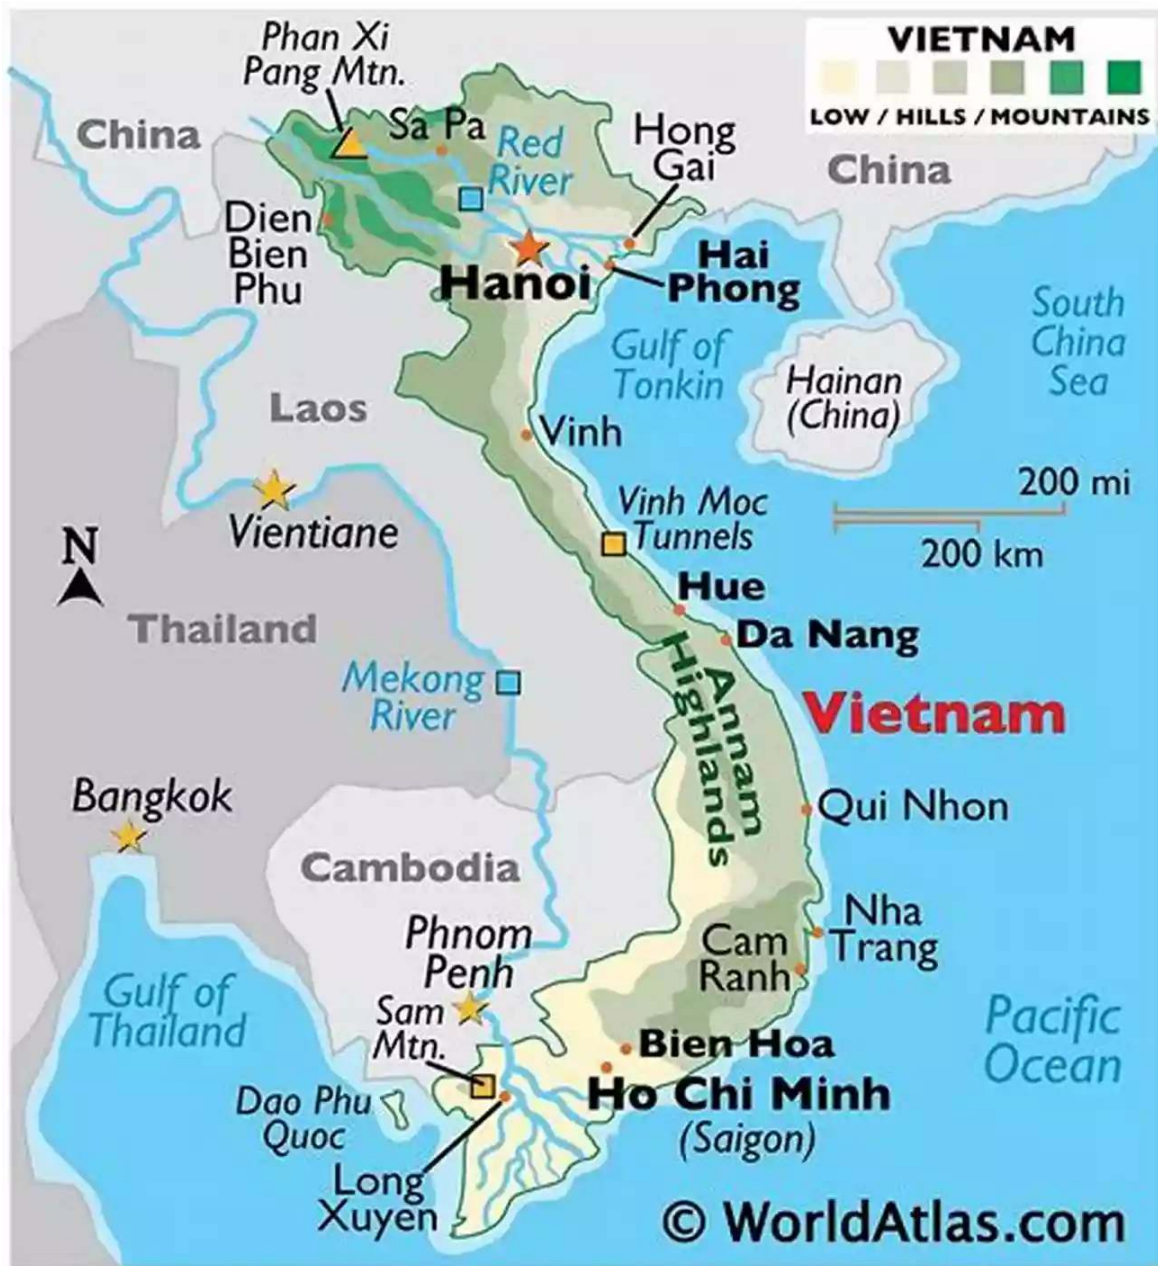 Phan Xi
Pang Mtn.
VIETNAM
LOW / HILLS / MOUNTAINS
China
Sa Pa
Red
River
Hong
Gai
China
Dien
Bien
Phu
Hanoi
Hai
Phong
South
China
Sea
Gulf of
Tonkin
Hainan
(China)
Laos
Vinh
200 mi
200 km
Vientiane
Vinh Moc
Tunnels
N
Hue
Thailand
Da Nang
Mekong
River
Annam
Highlands
Vietnam
Bangkok
Qui Nhon
Cambodia
Phnom
Penh
Nha
Trang
Cam
Ranh
Gulf of
Thailand
Sam
Mtn.
Pacific
Ocean
Bien Hoa
Ho Chi Minh
(Saigon)
Dao Phu
Quoc
Long
Xuyen
© WorldAtlas.com